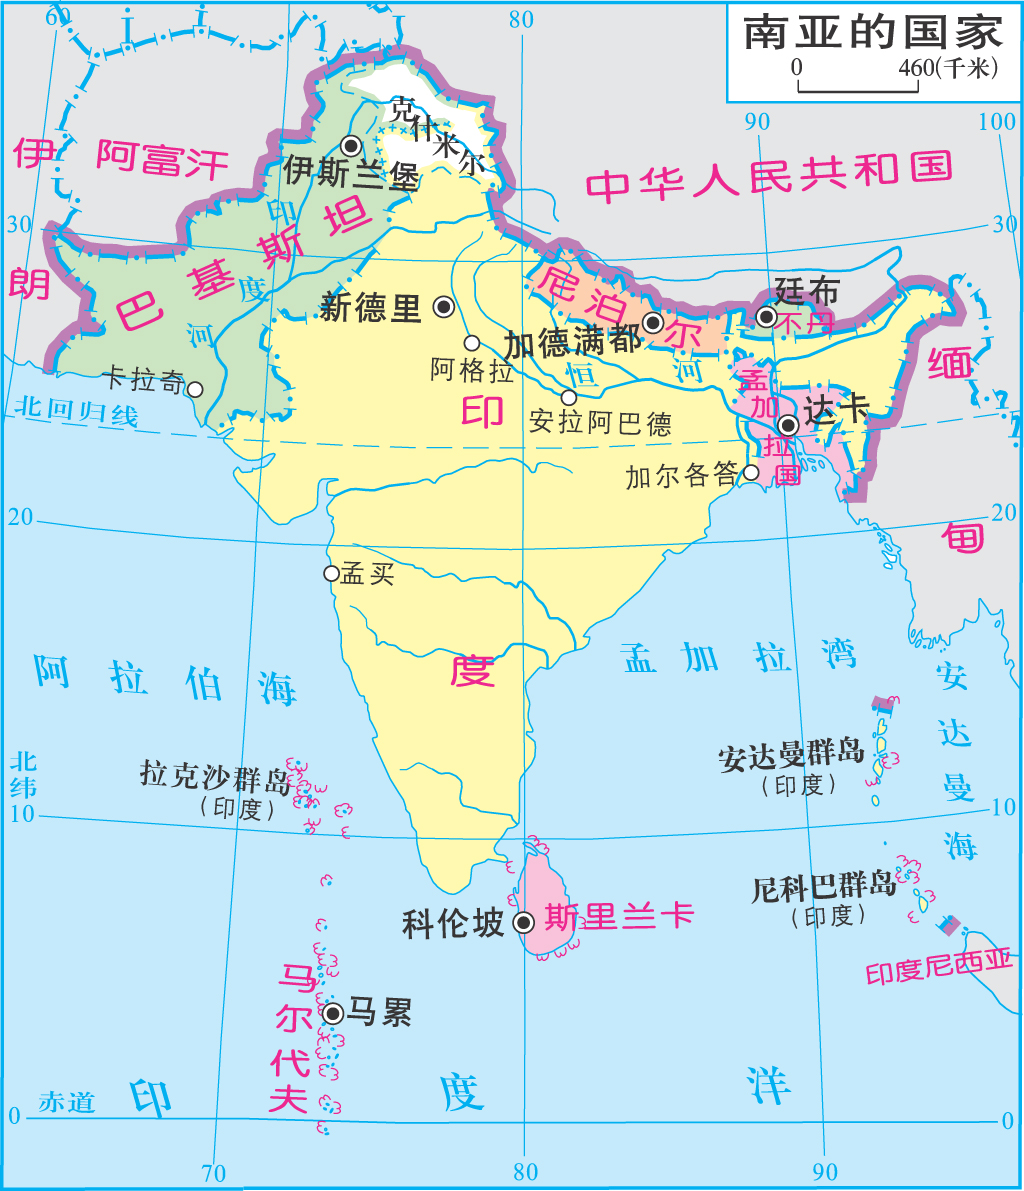 南亚的国家
0 460(千米)
60
80
90
100
克什米尔
伊朗
阿富汗
伊斯兰堡
中华人民共和国
30
30
印度河
巴基斯坦
尼泊尔
廷布
不丹
新德里
加德满都
阿格拉
恒河
缅甸
卡拉奇
孟加拉国
达卡
北回归线
印度
安拉阿巴德
加尔各答
20
20
孟买
阿拉伯海
孟加拉湾
安达曼海
拉克沙群岛
(印度)
安达曼群岛
(印度)
北纬
10
10
尼科巴群岛
(印度)
科伦坡
斯里兰卡
印度尼西亚
马尔代夫
马累
赤道
印度洋
0
0
70
80
90